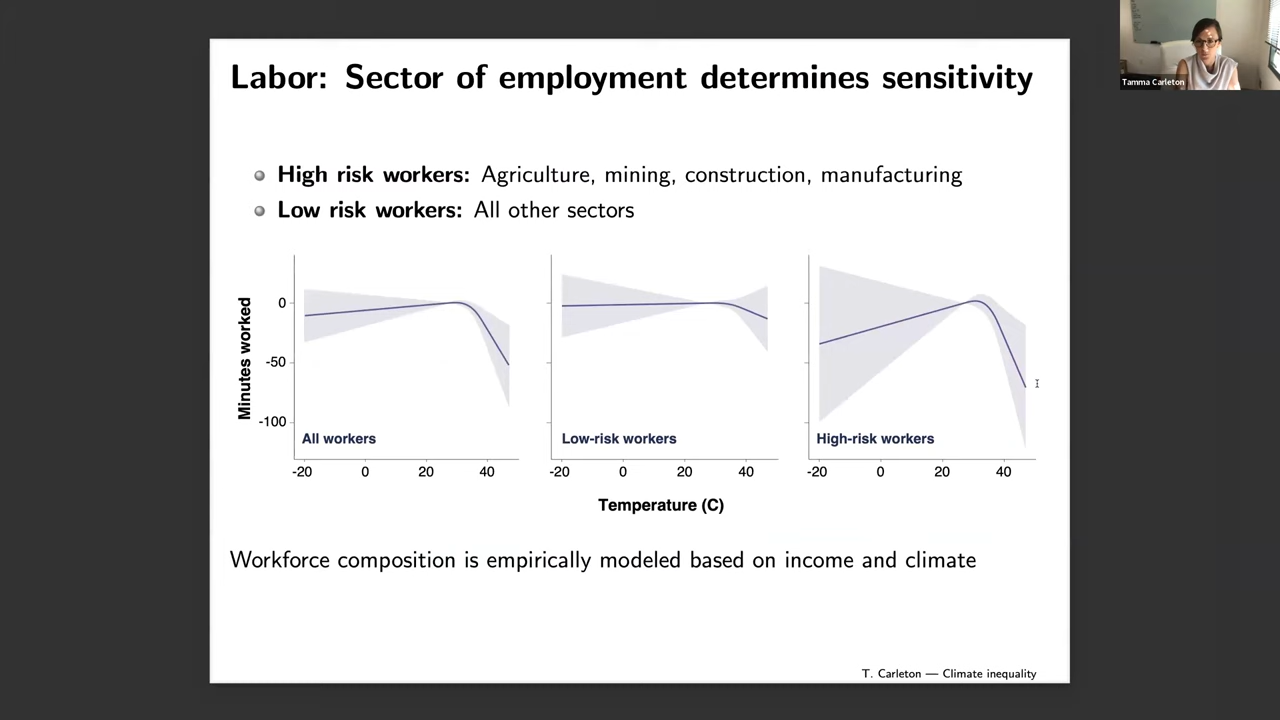 Labor: Sector of employment determines sensitivity
Tamma Carleton
High risk workers: Agriculture, mining, construction, manufacturing
Low risk workers: All other sectors
Minutes worked
0
-50
-100
All workers
Low-risk workers
High-risk workers
-20 0 20 40
-20 0 20 40
-20 0 20 40
Temperature (C)
Workforce composition is empirically modeled based on income and climate
T. Carleton — Climate inequality